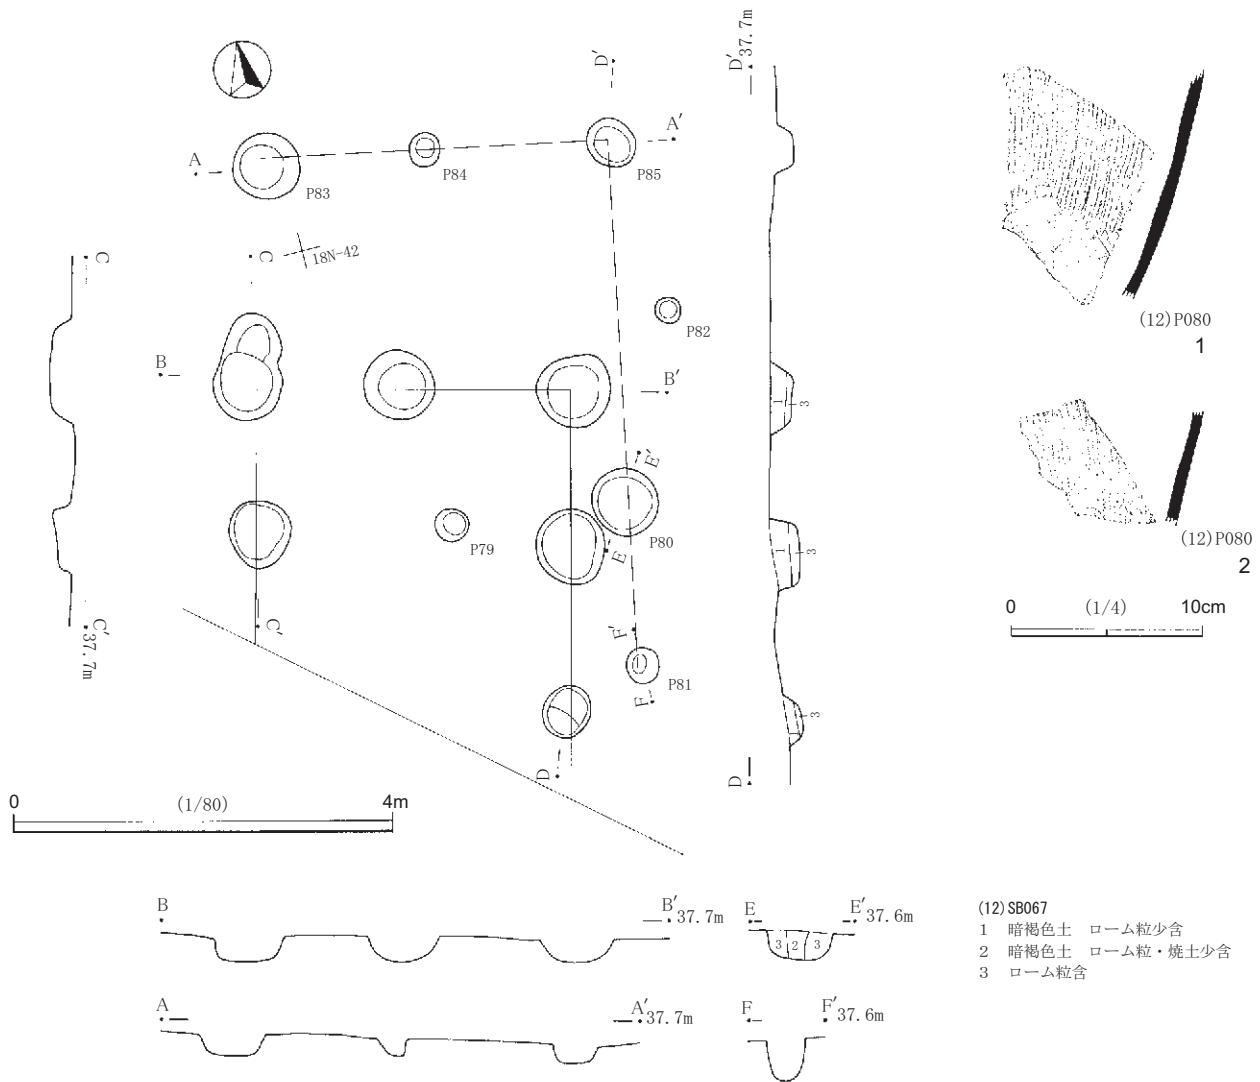 D′
D′ 37.7m
A
A′
P83
P84
P85
C
C
18N-42
P82
B
B′
E′
P79
E
P80
F′
C′
C′ 37.7m
P81
F
D
D
1
3
1
3
3
(12)P080
1
(12)P080
2
0 (1/4) 10cm
0 (1/80) 4m
B B′ 37.7m
E E′ 37.6m
3 2 3
A A′ 37.7m
F F′ 37.6m
(12)SB067
1 暗褐色土 ローム粒少含
2 暗褐色土 ローム粒・焼土少含
3 ローム粒含